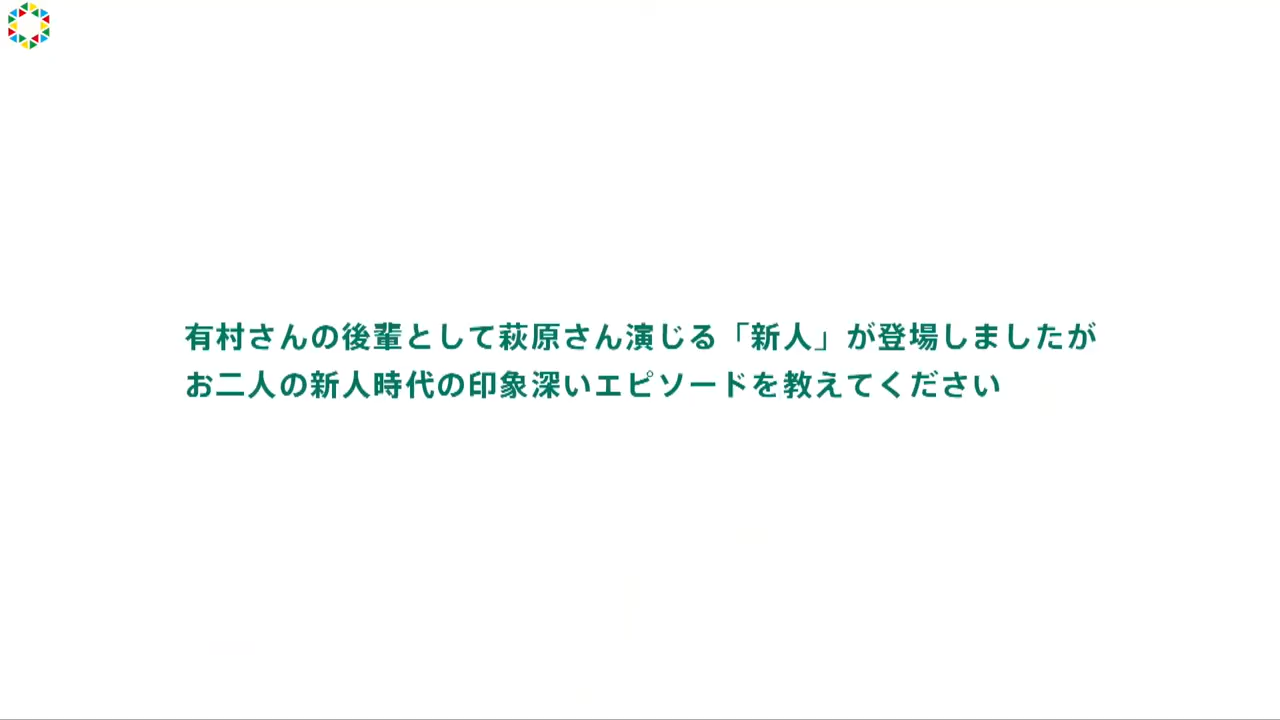 有村さんの後輩として萩原さん演じる「新人」が登場しましたが
お二人の新人時代の印象深いエピソードを教えてください